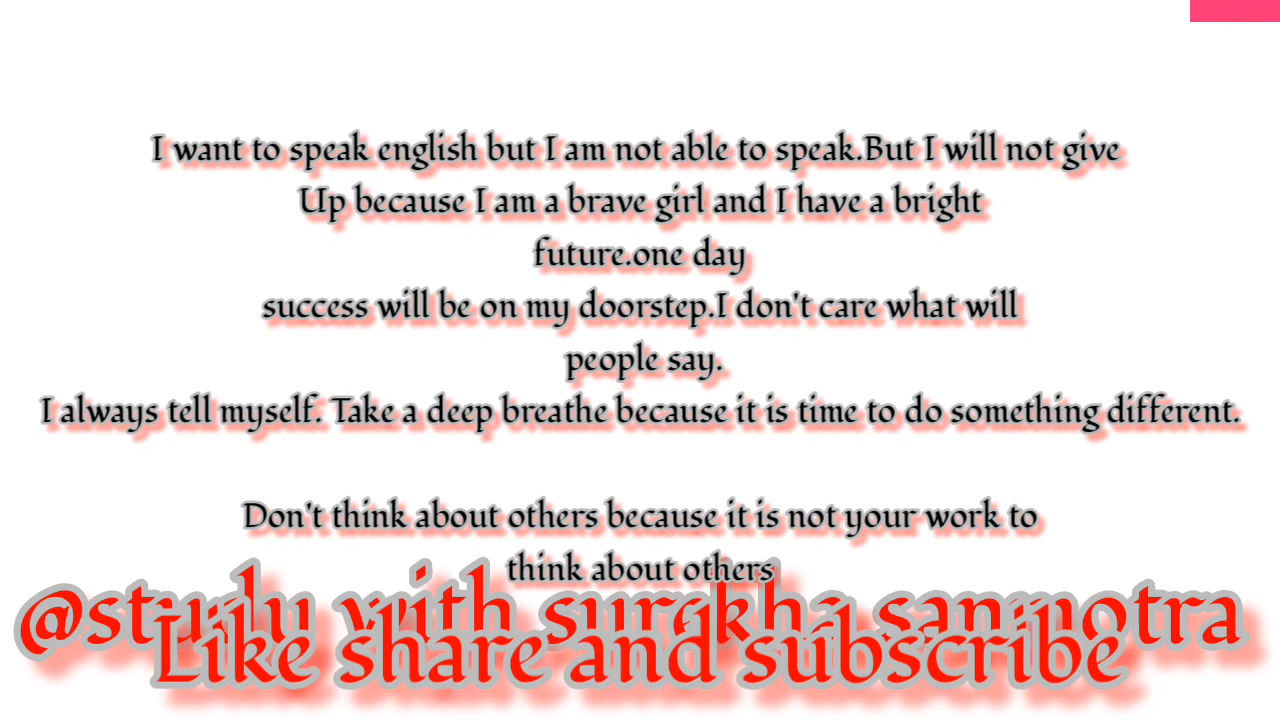 I want to speak english but I am not able to speak.But I will not give
Up because I am a brave girl and I have a bright
future.one day
success will be on my doorstep.I don't care what will
people say.
I always tell myself. Take a deep breathe because it is time to do something different.
Don't think about others because it is not your work to
think about others
@study with surekha
Like share and subscribe